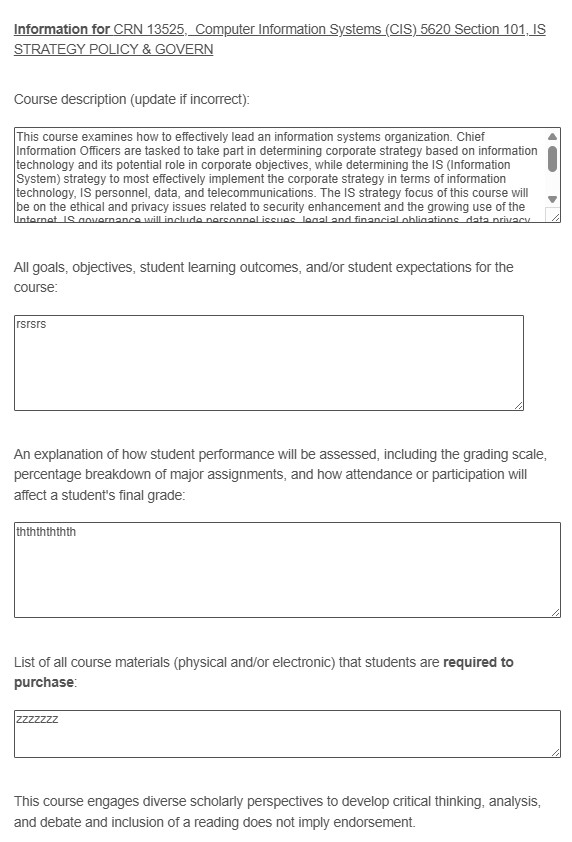 Information for CRN 13525, Computer Information Systems (CIS) 5620 Section 101, IS
STRATEGY POLICY & GOVERN
Course description (update if incorrect):
This course examines how to effectively lead an information systems organization. Chief
Information Officers are tasked to take part in determining corporate strategy based on information
technology and its potential role in corporate objectives, while determining the IS (Information
System) strategy to most effectively implement the corporate strategy in terms of information
technology, IS personnel, data, and telecommunications. The IS strategy focus of this course will
be on the ethical and privacy issues related to security enhancement and the growing use of the
Internet. IS governance will include personnel issues, legal and financial obligations, data privacy
All goals, objectives, student learning outcomes, and/or student expectations for the
course:
rsrsrs
An explanation of how student performance will be assessed, including the grading scale,
percentage breakdown of major assignments, and how attendance or participation will
affect a student's final grade:
thththththth
List of all course materials (physical and/or electronic) that students are required to
purchase:
zzzzzzz
This course engages diverse scholarly perspectives to develop critical thinking, analysis,
and debate and inclusion of a reading does not imply endorsement.